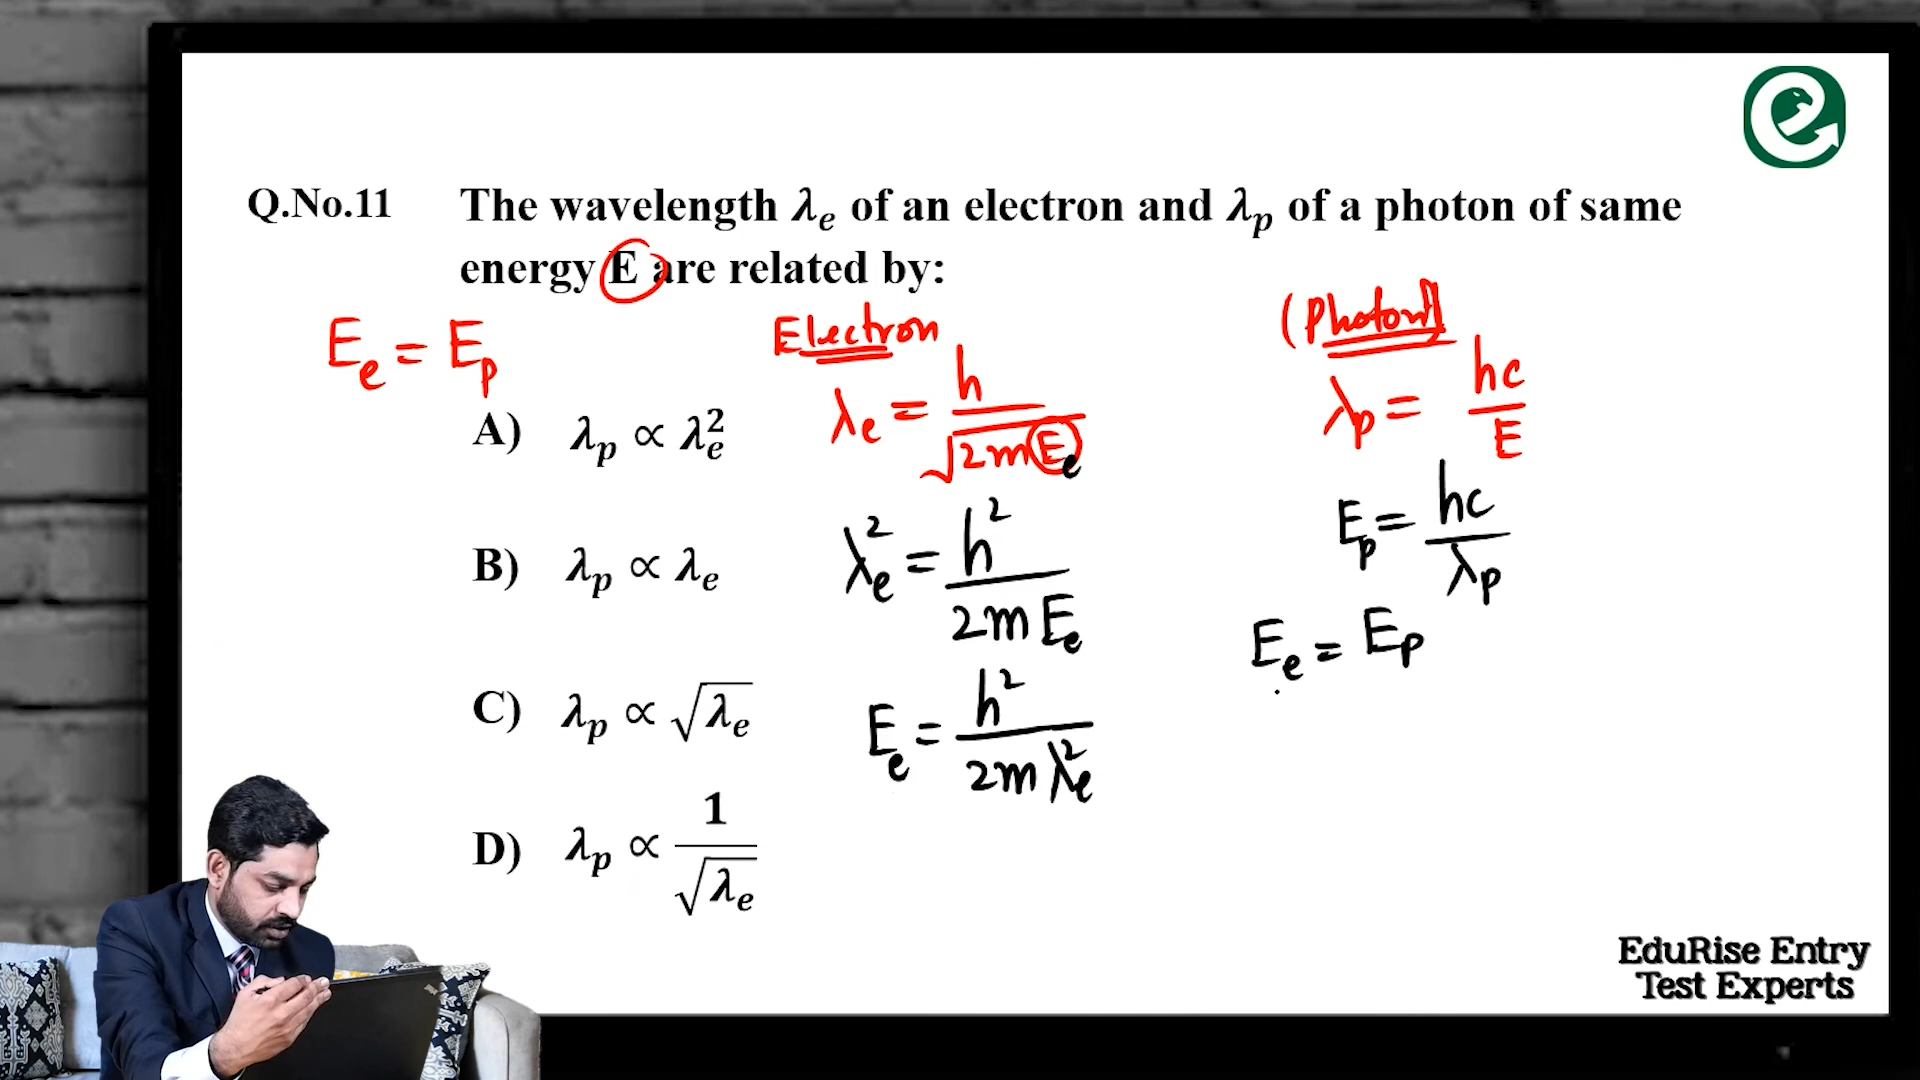 Q.No.11 The wavelength λₑ of an electron and λₚ of a photon of same
energy E are related by:
Eₑ = Eₚ
A) λₚ ∝ λₑ²
B) λₚ ∝ λₑ
C) λₚ ∝ √λₑ
D) λₚ ∝ 1/√λₑ
Electron
λₑ = h/√2mEₑ
λₑ² = h²/2mEₑ
Eₑ = h²/2mλₑ²
(Photon)
λₚ = hc/E
Eₚ = hc/λₚ
Eₑ = Eₚ
EduRise Entry
Test Experts